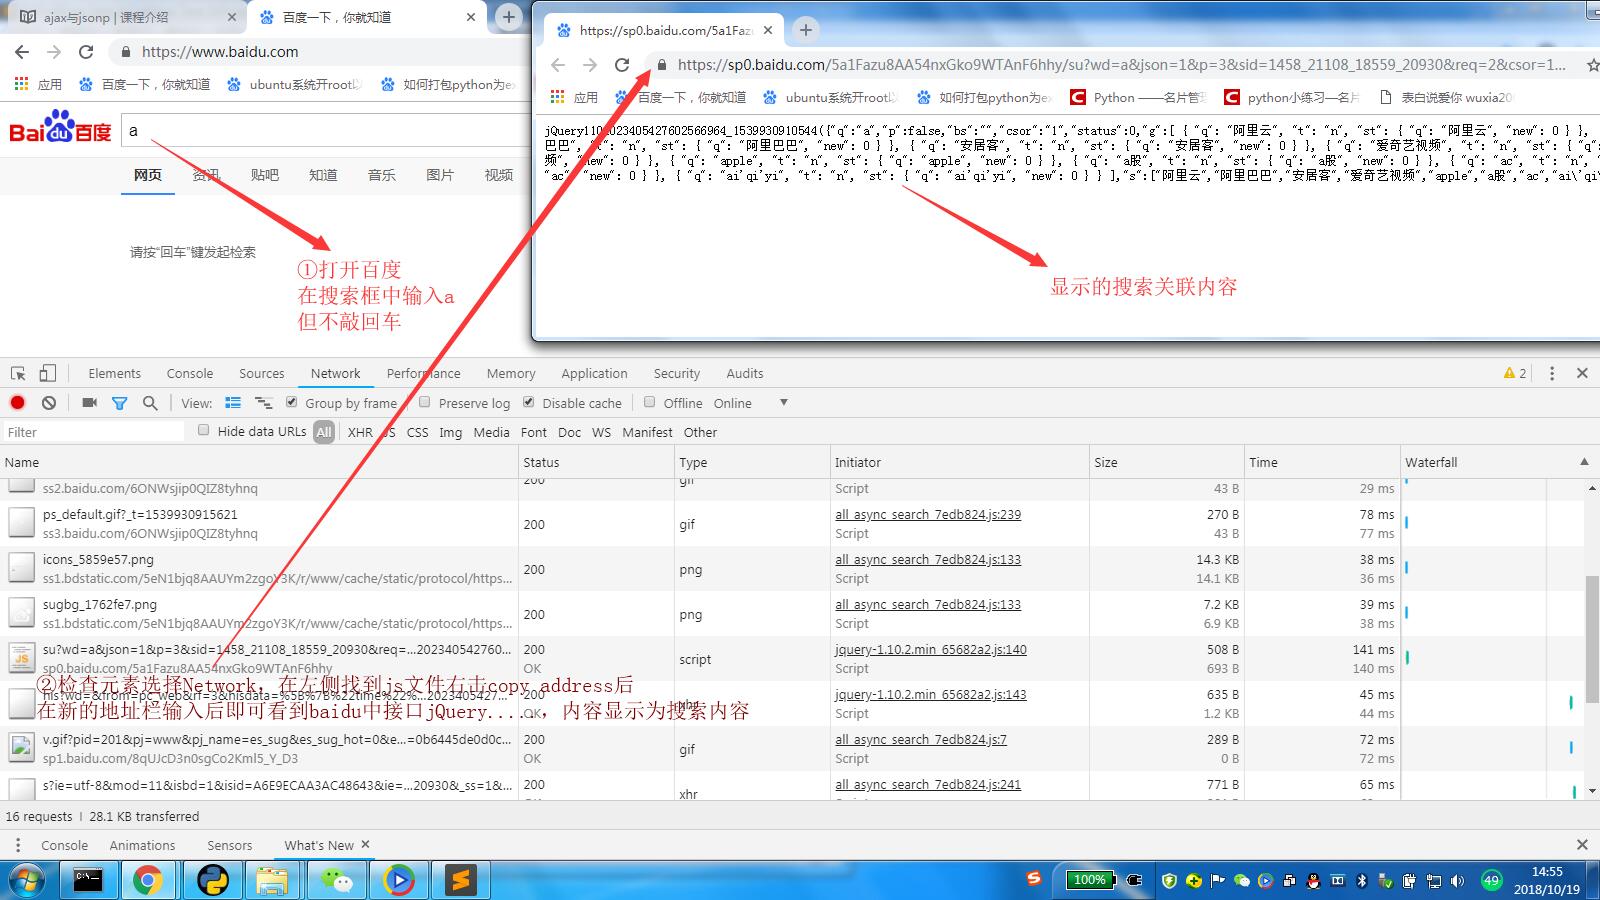 ajax与jsonp | 课程介绍
百度一下，你就知道
https://www.baidu.com
应用
百度一下，你就知道
ubuntu系统开root以
如何打包python为ex
Bai du 百度
a
网页
资讯
贴吧
知道
音乐
图片
视频
请按“回车”键发起检索
①打开百度
在搜索框中输入a
但不敲回车
https://sp0.baidu.com/5a1Fazu
https://sp0.baidu.com/5a1Fazu8AA54nxGko9WTAnF6hhy/su?wd=a&json=1&p=3&sid=1458_21108_18559_20930&req=2&csor=1...
应用
百度一下，你就知道
ubuntu系统开root以
如何打包python为ex
Python ——名片管理
python小练习—名片
表白说爱你 wuxia20
023405427602566964_1539930910544({"q":"a","p":false,"bs":"","csor":"1","status":0,"g":[ { "q": "阿里云", "t": "n", "st": { "q": "阿里云", "new": 0 } },
巴巴", "t": "n", "st": { "q": "阿里巴巴", "new": 0 } }, { "q": "安居客", "t": "n", "st": { "q": "安居客", "new": 0 } }, { "q": "爱奇艺视频", "t": "n", "st": { "q": "爱奇艺
频", "new": 0 } }, { "q": "apple", "t": "n", "st": { "q": "apple", "new": 0 } }, { "q": "a股", "t": "n", "st": { "q": "a股", "new": 0 } }, { "q": "ac", "t": "n",
"ac", "new": 0 } }, { "q": "ai'qi'yi", "t": "n", "st": { "q": "ai'qi'yi", "new": 0 } } ],"s":["阿里云","阿里巴巴","安居客","爱奇艺视频","apple","a股","ac","ai\'qi\
显示的搜索关联内容
Elements
Console
Sources
Network
Performance
Memory
Application
Security
Audits
2
View:
Group by frame
Preserve log
Disable cache
Offline
Online
Filter
Hide data URLs
All
XHR
JS
CSS
Img
Media
Font
Doc
WS
Manifest
Other
Name
Status
Type
Initiator
Size
Time
Waterfall
200
gif
ss2.baidu.com/6ONWsjip0QIZ8tyhnq
Script
43 B
29 ms
ps_default.gif?_t=1539930915621
ss3.baidu.com/6ONWsjip0QIZ8tyhnq
200
gif
all_async_search_7edb824.js:239
Script
270 B
43 B
78 ms
77 ms
icons_5859e57.png
ss1.bdstatic.com/5eN1bjq8AAUYm2zgoY3K/r/www/cache/static/protocol/https...
200
png
all_async_search_7edb824.js:133
Script
14.3 KB
14.1 KB
38 ms
36 ms
sugbg_1762fe7.png
ss1.bdstatic.com/5eN1bjq8AAUYm2zgoY3K/r/www/cache/static/protocol/https...
200
png
all_async_search_7edb824.js:133
Script
7.2 KB
6.9 KB
39 ms
38 ms
su?wd=a&json=1&p=3&sid=1458_21108_18559_20930&req=...202340542760...
sp0.baidu.com/5a1Fazu8AA54nxGko9WTAnF6hhy
200
OK
script
jquery-1.10.2.min_65682a2.js:140
Script
508 B
693 B
141 ms
140 ms
②检查元素选择Network，在左侧找到js文件右击copy address后
在新的地址栏输入后即可看到baidu中接口jQuery.....，内容显示为搜索内容
his?wd=&from=pc_web&rf=3&hisdata=%5B%7B%22time%22%...023405427...
200
OK
xhr
jquery-1.10.2.min_65682a2.js:143
Script
635 B
1.2 KB
45 ms
44 ms
v.gif?pid=201&pj=www&pj_name=es_sug&es_sug_hot=0&e...=0b6445de0d0c...
sp1.baidu.com/8qUJcD3n0sgCo2Kml5_Y_D3
200
OK
gif
all_async_search_7edb824.js:7
Script
289 B
0 B
72 ms
72 ms
s?ie=utf-8&mod=11&isbd=1&isid=A6E9ECAA3AC48643&ie=...20930&_ss=1&...
200
xhr
all_async_search_7edb824.js:241
771 B
65 ms
16 requests | 28.1 KB transferred
Console
Animations
Sensors
What's New
100%
49
14:55
2018/10/19